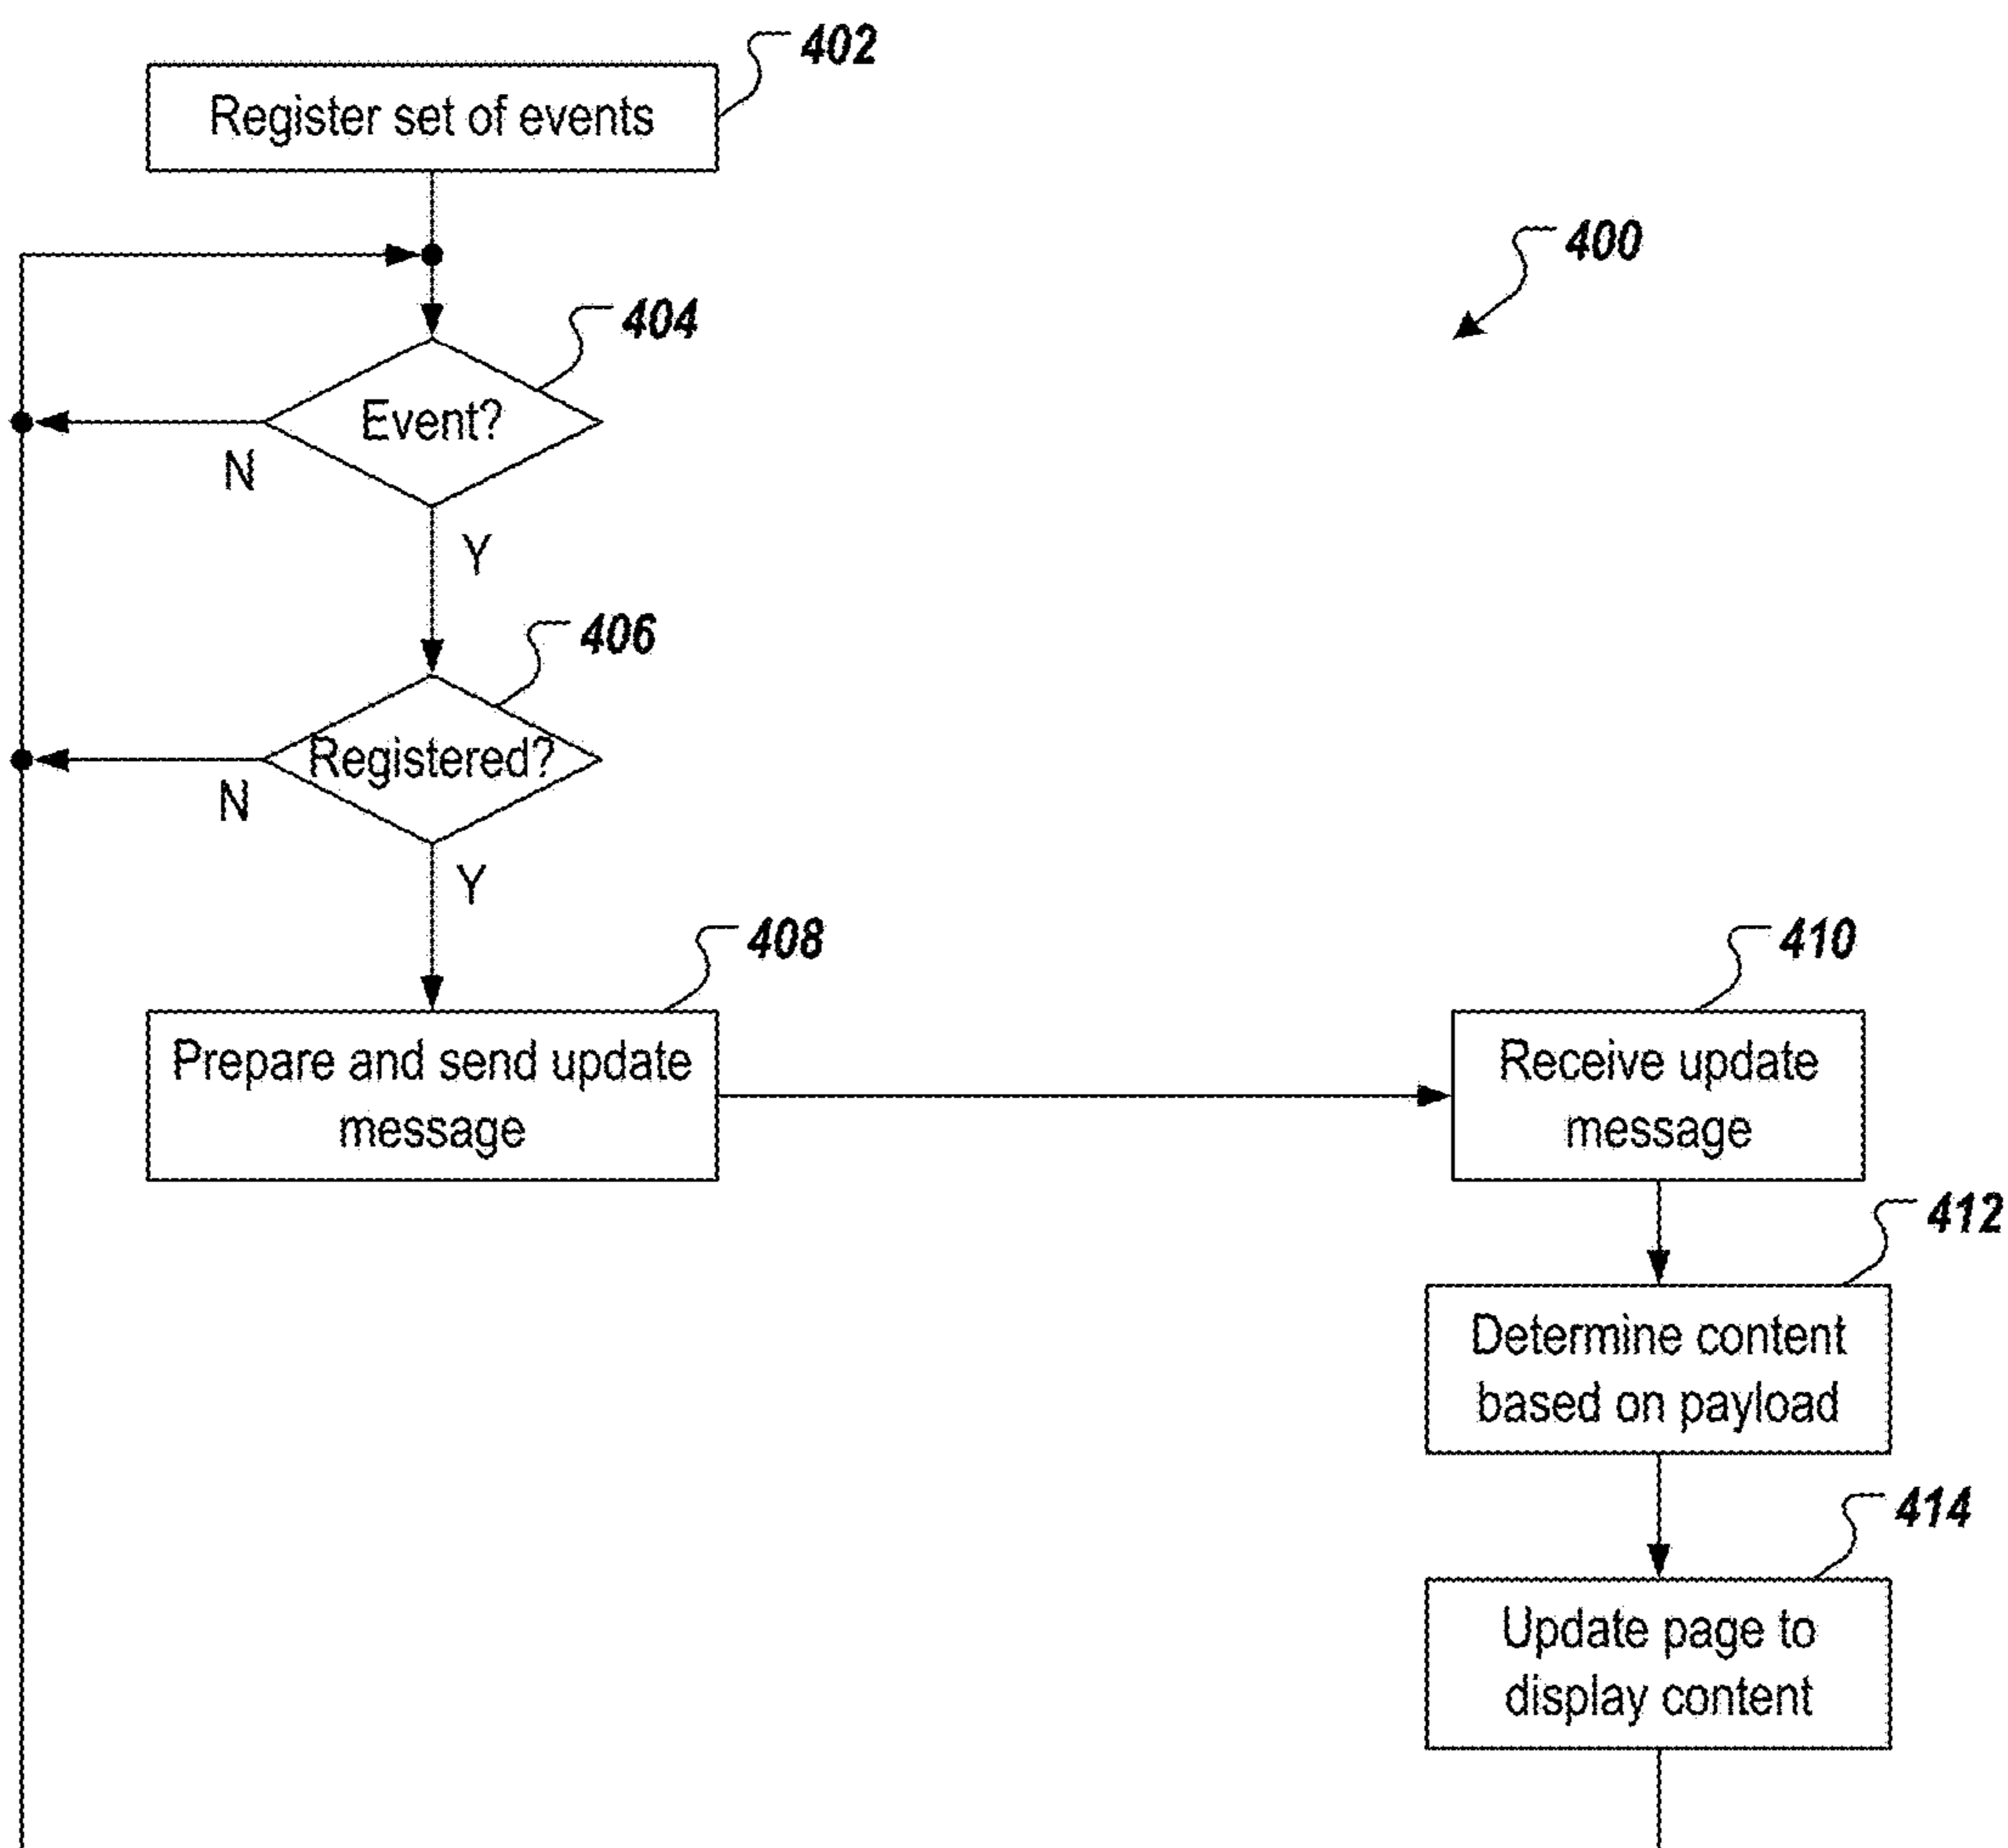 402
Register set of events
400
404
Event?
N
Y
406
Registered?
N
Y
408
Prepare and send update
message
410
Receive update
message
412
Determine content
based on payload
414
Update page to
display content